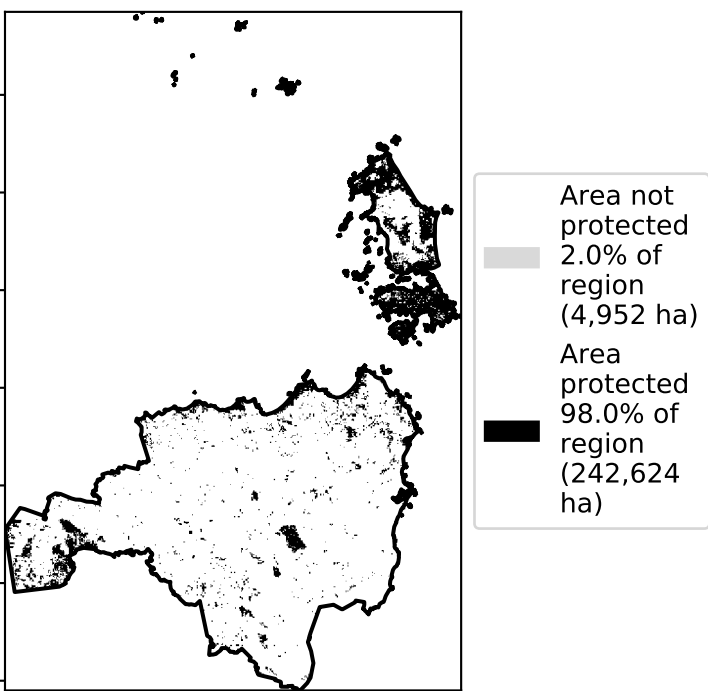 Area not
protected
2.0% of
region
(4,952 ha)
Area
protected
98.0% of
region
(242,624
ha)